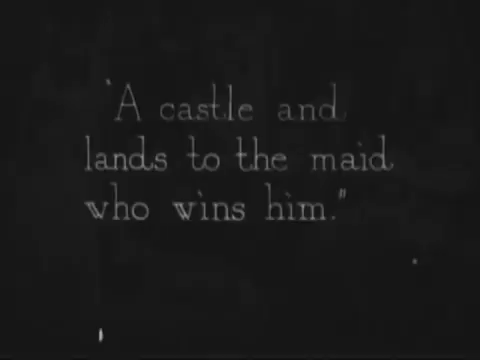 "A castle and
lands to the maid
who wins him."